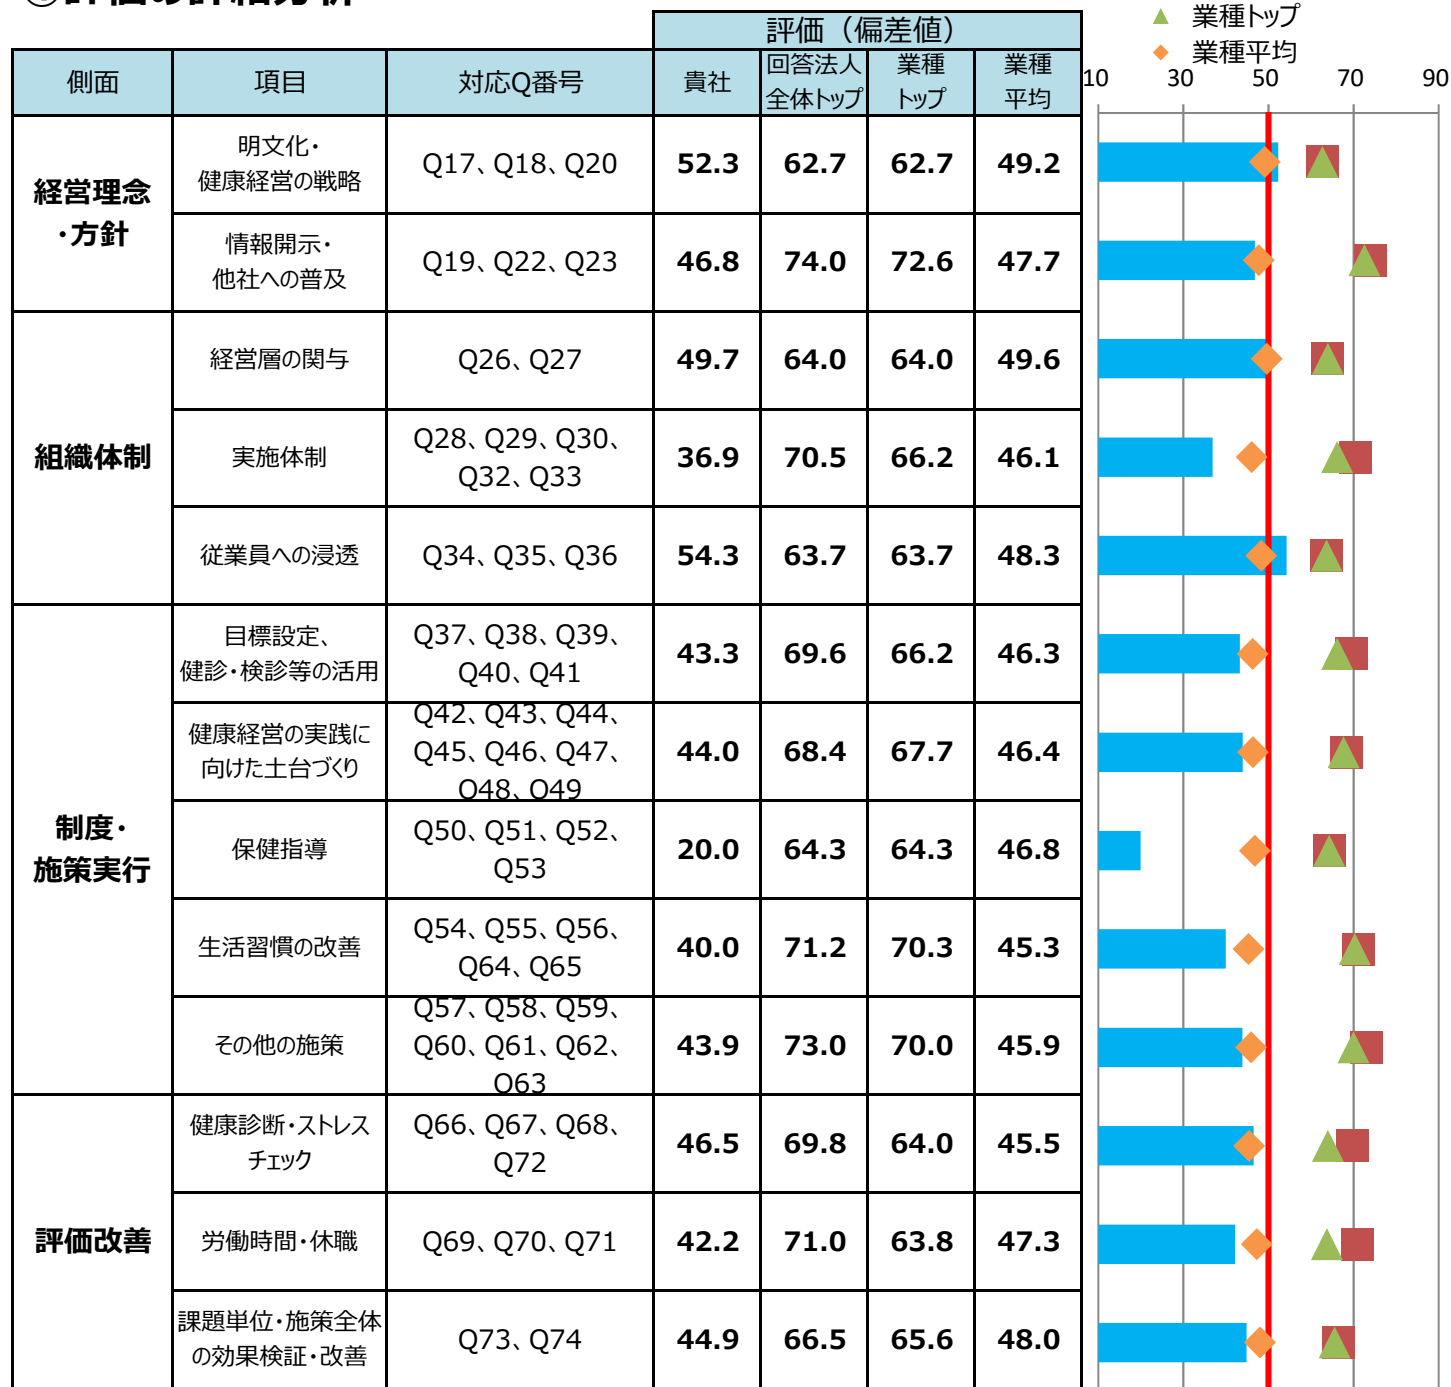 ①評価の詳細分析
▲ 業種トップ
◆ 業種平均
評価（偏差値）
側面 項目 対応Q番号 貴社 回答法人 業種 業種
全体トップ トップ 平均
10 30 50 70 90
経営理念
・方針
明文化・
健康経営の戦略
Q17、Q18、Q20 52.3 62.7 62.7 49.2
情報開示・
他社への普及
Q19、Q22、Q23 46.8 74.0 72.6 47.7
組織体制
経営層の関与 Q26、Q27 49.7 64.0 64.0 49.6
実施体制
Q28、Q29、Q30、
Q32、Q33
36.9 70.5 66.2 46.1
従業員への浸透 Q34、Q35、Q36 54.3 63.7 63.7 48.3
制度・
施策実行
目標設定、
健診・検診等の活用
Q37、Q38、Q39、
Q40、Q41
43.3 69.6 66.2 46.3
健康経営の実践に
向けた土台づくり
Q42、Q43、Q44、
Q45、Q46、Q47、
Q48、Q49
44.0 68.4 67.7 46.4
保健指導
Q50、Q51、Q52、
Q53
20.0 64.3 64.3 46.8
生活習慣の改善
Q54、Q55、Q56、
Q64、Q65
40.0 71.2 70.3 45.3
その他の施策
Q57、Q58、Q59、
Q60、Q61、Q62、
Q63
43.9 73.0 70.0 45.9
評価改善
健康診断・ストレス
チェック
Q66、Q67、Q68、
Q72
46.5 69.8 64.0 45.5
労働時間・休職 Q69、Q70、Q71 42.2 71.0 63.8 47.3
課題単位・施策全体
の効果検証・改善
Q73、Q74 44.9 66.5 65.6 48.0